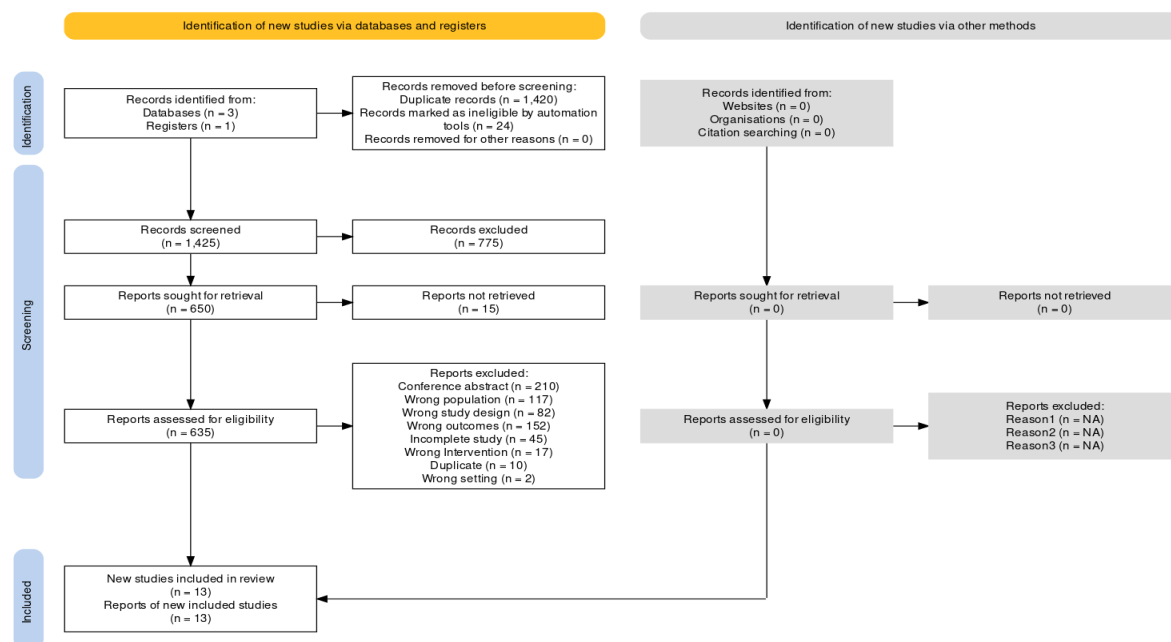 Identification of new studies via databases and registers
Identification of new studies via other methods
Identification
Records identified from:
Databases (n = 3)
Registers (n = 1)
Records removed before screening:
Duplicate records (n = 1,420)
Records marked as ineligible by automation
tools (n = 24)
Records removed for other reasons (n = 0)
Records identified from:
Websites (n = 0)
Organisations (n = 0)
Citation searching (n = 0)
Screening
Records screened
(n = 1,425)
Records excluded
(n = 775)
Reports sought for retrieval
(n = 650)
Reports not retrieved
(n = 15)
Reports sought for retrieval
(n = 0)
Reports not retrieved
(n = 0)
Reports assessed for eligibility
(n = 635)
Reports excluded:
Conference abstract (n = 210)
Wrong population (n = 117)
Wrong study design (n = 82)
Wrong outcomes (n = 152)
Incomplete study (n = 45)
Wrong Intervention (n = 17)
Duplicate (n = 10)
Wrong setting (n = 2)
Reports assessed for eligibility
(n = 0)
Reports excluded:
Reason1 (n = NA)
Reason2 (n = NA)
Reason3 (n = NA)
Included
New studies included in review
(n = 13)
Reports of new included studies
(n = 13)